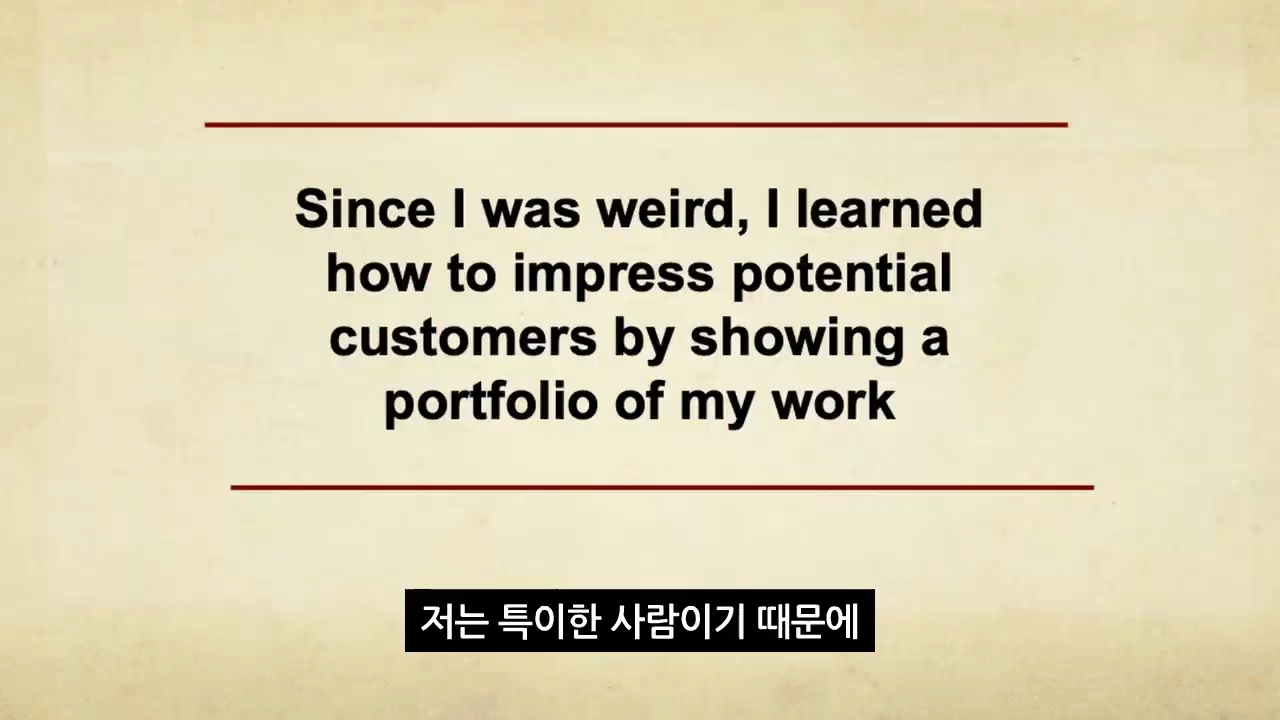 Since I was weird, I learned
how to impress potential
customers by showing a
portfolio of my work
저는 특이한 사람이기 때문에